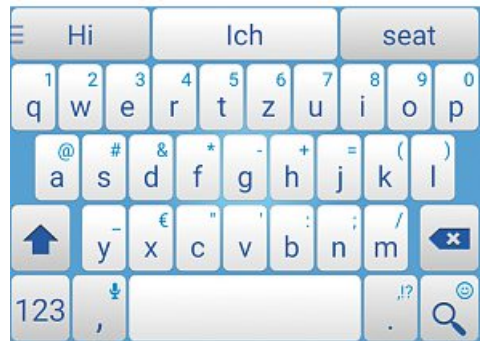 Hi Ich seat
1 2 3 4 5 6 7 8 9 0
q w e r t z u i o p
@ # & * - + = ( )
a s d f g h j k l
_ € " ' : ; /
y x c v b n m
,!?
123 , .